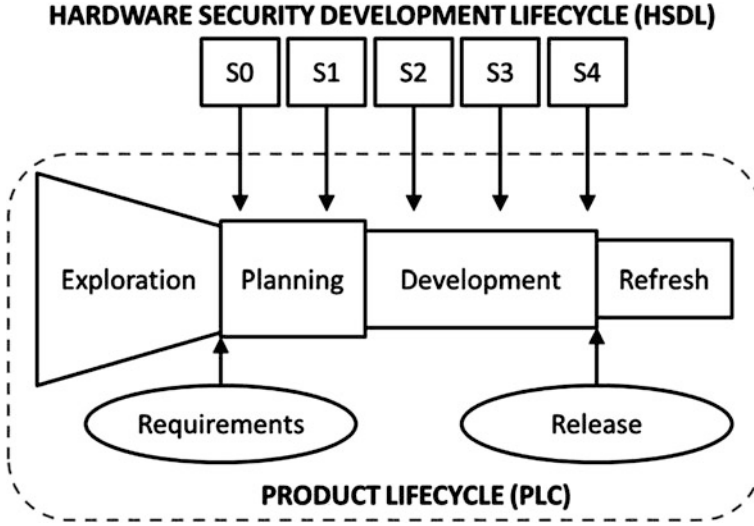 HARDWARE SECURITY DEVELOPMENT LIFECYCLE (HSDL)
S0 S1 S2 S3 S4
Exploration Planning Development Refresh
Requirements Release
PRODUCT LIFECYCLE (PLC)